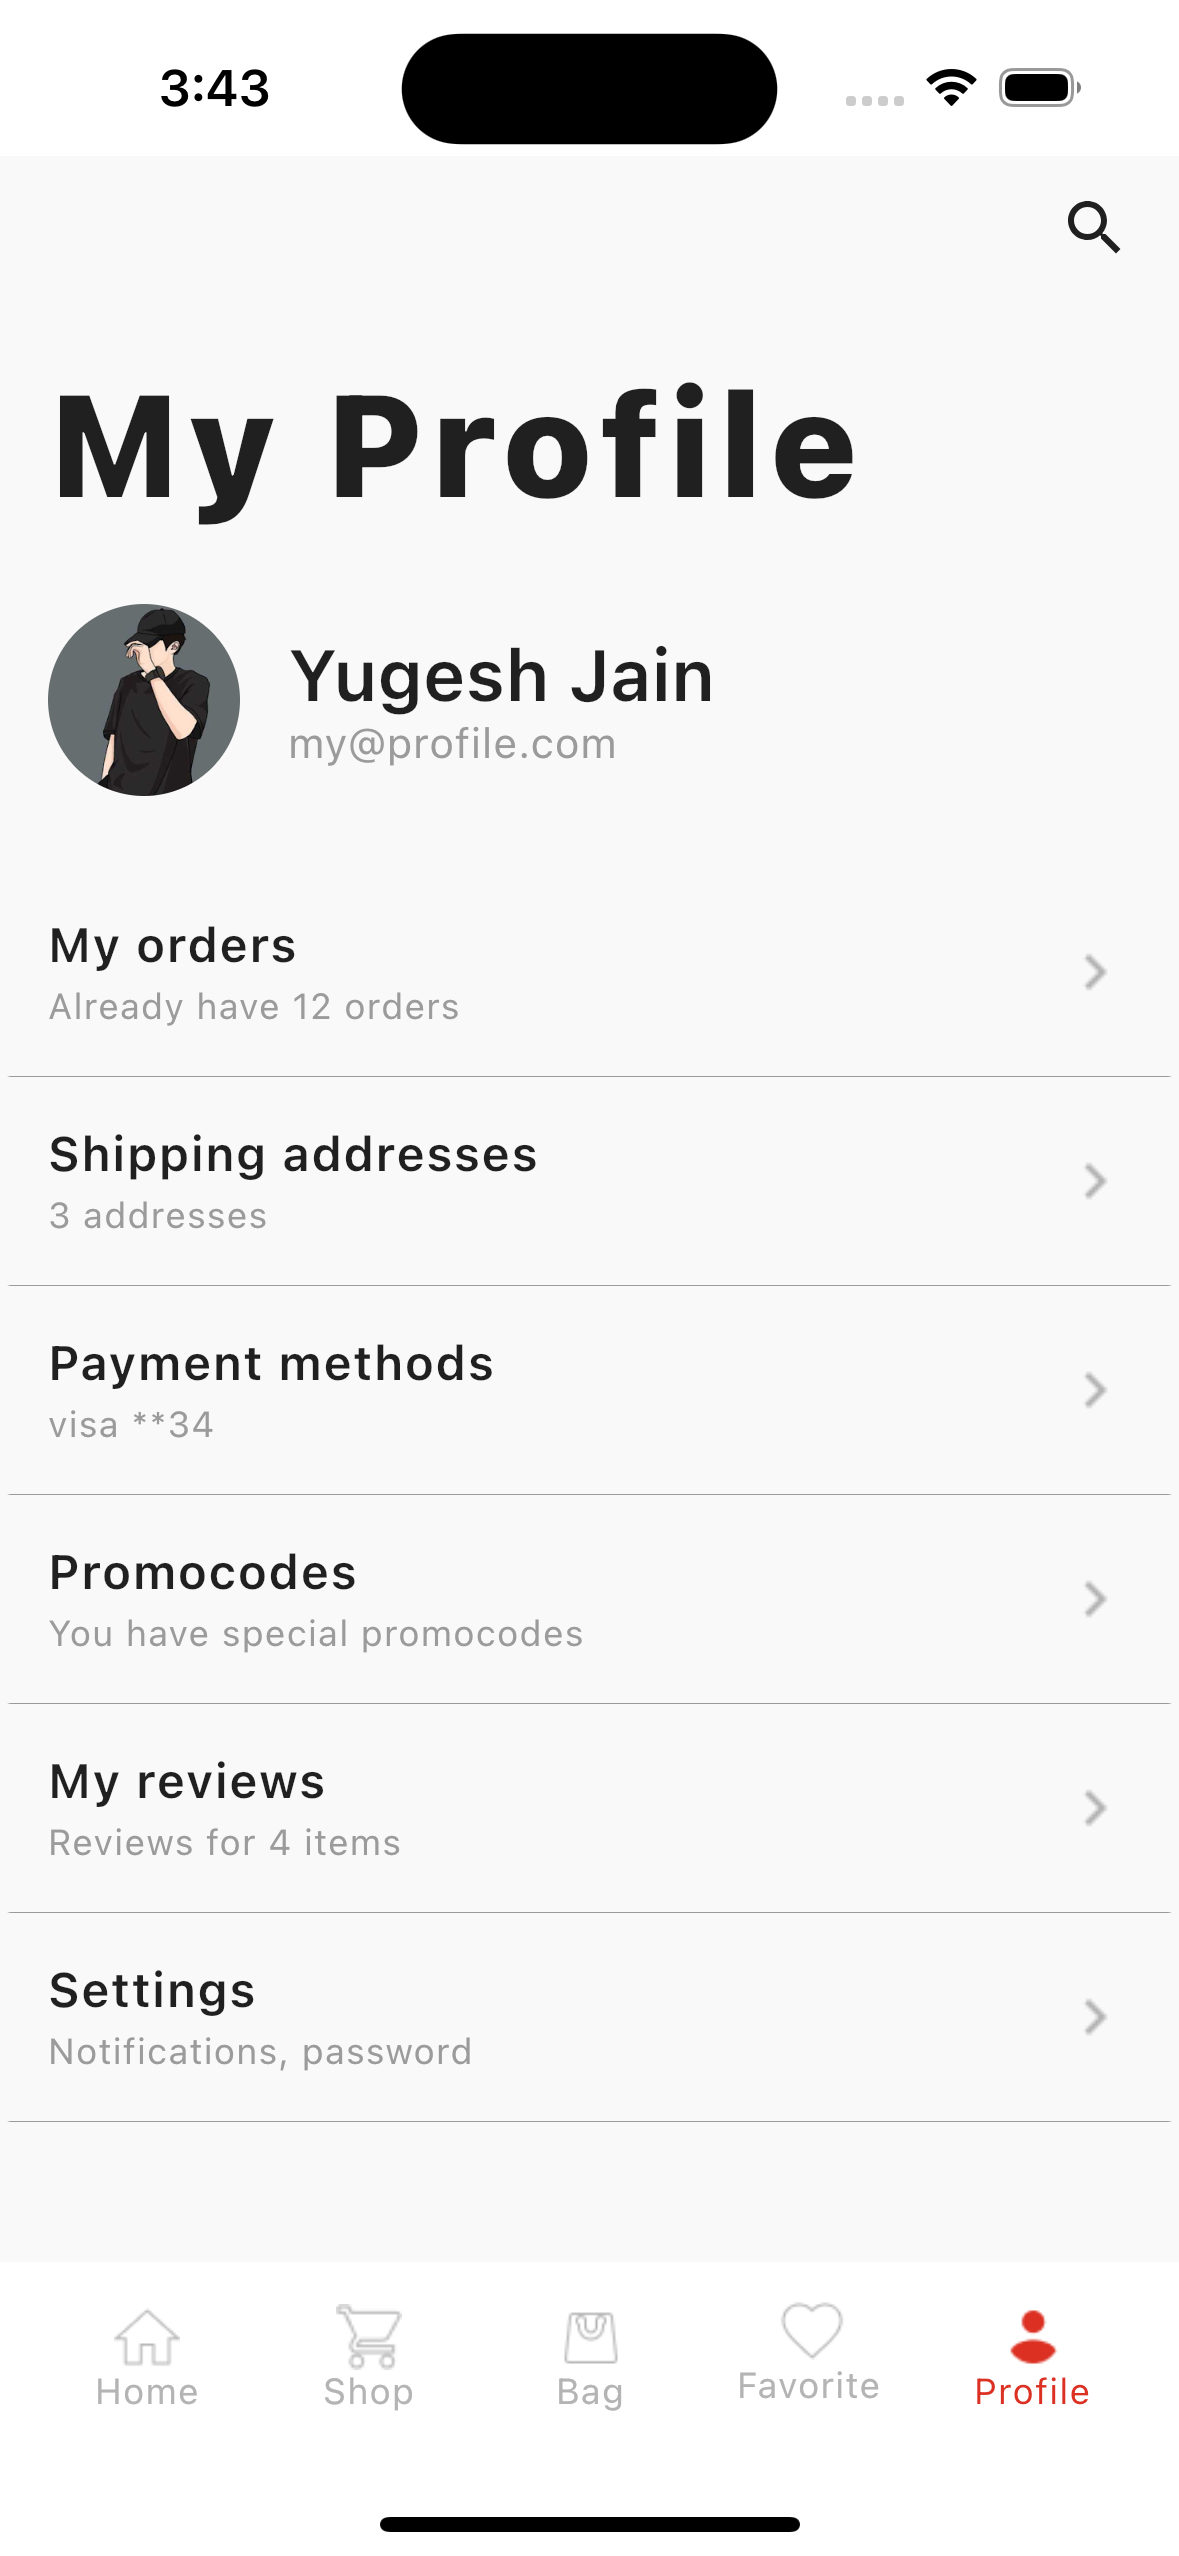 3:43
My Profile
Yugesh Jain
my@profile.com
My orders
Already have 12 orders
Shipping addresses
3 addresses
Payment methods
visa **34
Promocodes
You have special promocodes
My reviews
Reviews for 4 items
Settings
Notifications, password
Home Shop Bag Favorite Profile